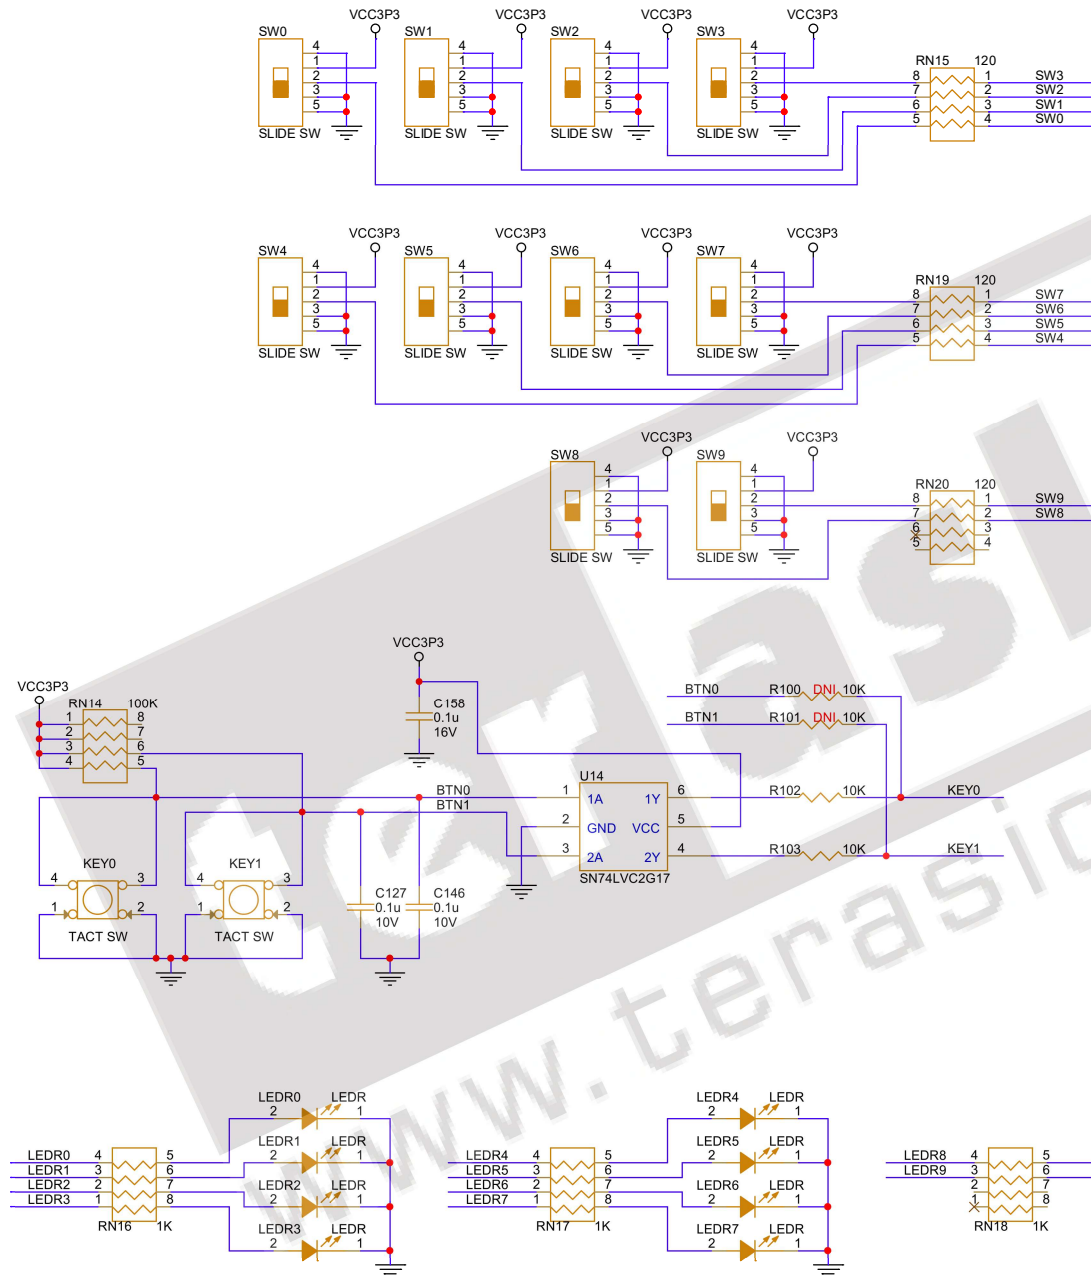 VCC3P3 VCC3P3 VCC3P3 VCC3P3
SW0 SW1 SW2 SW3
4 4 4 4
1 1 1 1
2 2 2 2
3 3 3 3
5 5 5 5
SLIDE SW SLIDE SW SLIDE SW SLIDE SW
RN15 120
8 1 SW3
7 2 SW2
6 3 SW1
5 4 SW0
VCC3P3 VCC3P3 VCC3P3 VCC3P3
SW4 SW5 SW6 SW7
4 4 4 4
1 1 1 1
2 2 2 2
3 3 3 3
5 5 5 5
SLIDE SW SLIDE SW SLIDE SW SLIDE SW
RN19 120
8 1 SW7
7 2 SW6
6 3 SW5
5 4 SW4
VCC3P3 VCC3P3
SW8 SW9
4 4
1 1
2 2
3 3
5 5
SLIDE SW SLIDE SW
RN20 120
8 1 SW9
7 2 SW8
6 3
5 4
VCC3P3
RN14 100K
1 8
2 7
3 6
4 5
VCC3P3
C158
0.1u
16V
BTN0 R100 DNI 10K
BTN1 R101 DNI 10K
BTN0
BTN1
U14
1 1A 1Y 6
2 GND VCC 5
3 2A 2Y 4
SN74LVC2G17
R102 10K KEY0
R103 10K KEY1
KEY0 KEY1
4 3 4 3
1 2 1 2
TACT SW TACT SW
C127 C146
0.1u 0.1u
10V 10V
LEDR0 LEDR
2 1
LEDR1 LEDR
2 1
LEDR2 LEDR
2 1
LEDR3 LEDR
2 1
LEDR0 4 5
LEDR1 3 6
LEDR2 2 7
LEDR3 1 8
RN16 1K
LEDR4 LEDR
2 1
LEDR5 LEDR
2 1
LEDR6 LEDR
2 1
LEDR7 LEDR
2 1
LEDR4 4 5
LEDR5 3 6
LEDR6 2 7
LEDR7 1 8
RN17 1K
LEDR8 4 5
LEDR9 3 6
2 7
1 8
RN18 1K
terasi
www.terasic